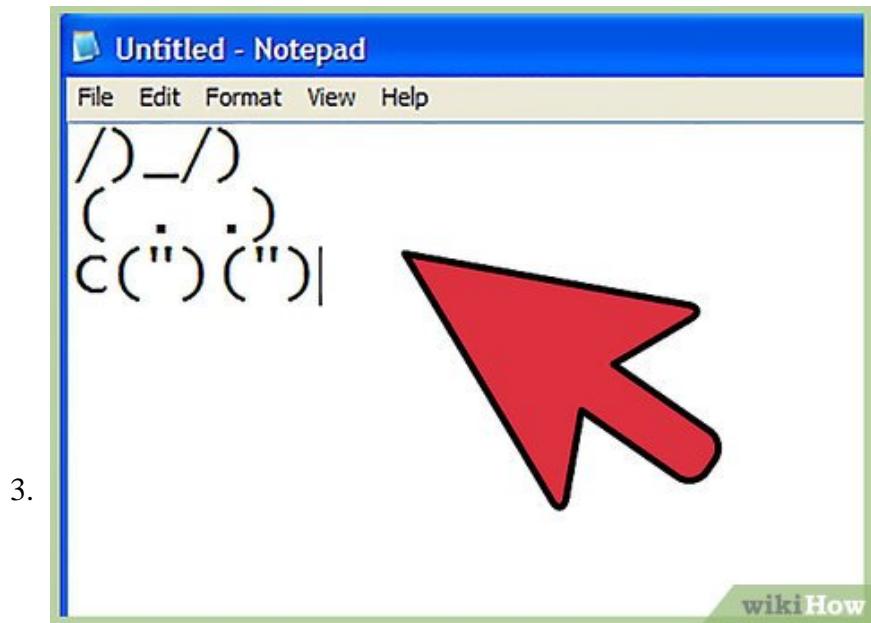 Untitled - Notepad
File Edit Format View Help
/)_/)
( . .)
C(")(")
3.
wikiHow